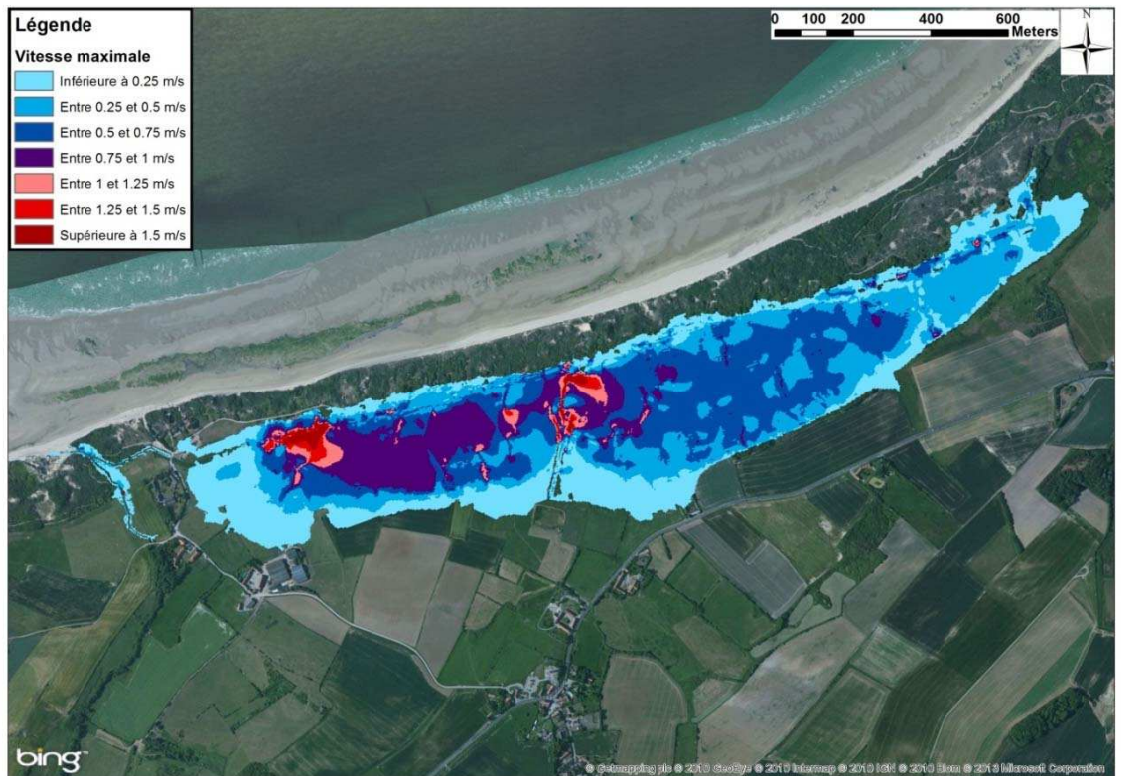 Légende
Vitesse maximale
Inférieure à 0.25 m/s
Entre 0.25 et 0.5 m/s
Entre 0.5 et 0.75 m/s
Entre 0.75 et 1 m/s
Entre 1 et 1.25 m/s
Entre 1.25 et 1.5 m/s
Supérieure à 1.5 m/s
0 100 200 400 600
Meters
N
bing™
© Getmapping plc © 2010 GeoEye © 2010 Intermap © 2010 IGN © 2010 Blom © 2013 Microsoft Corporation